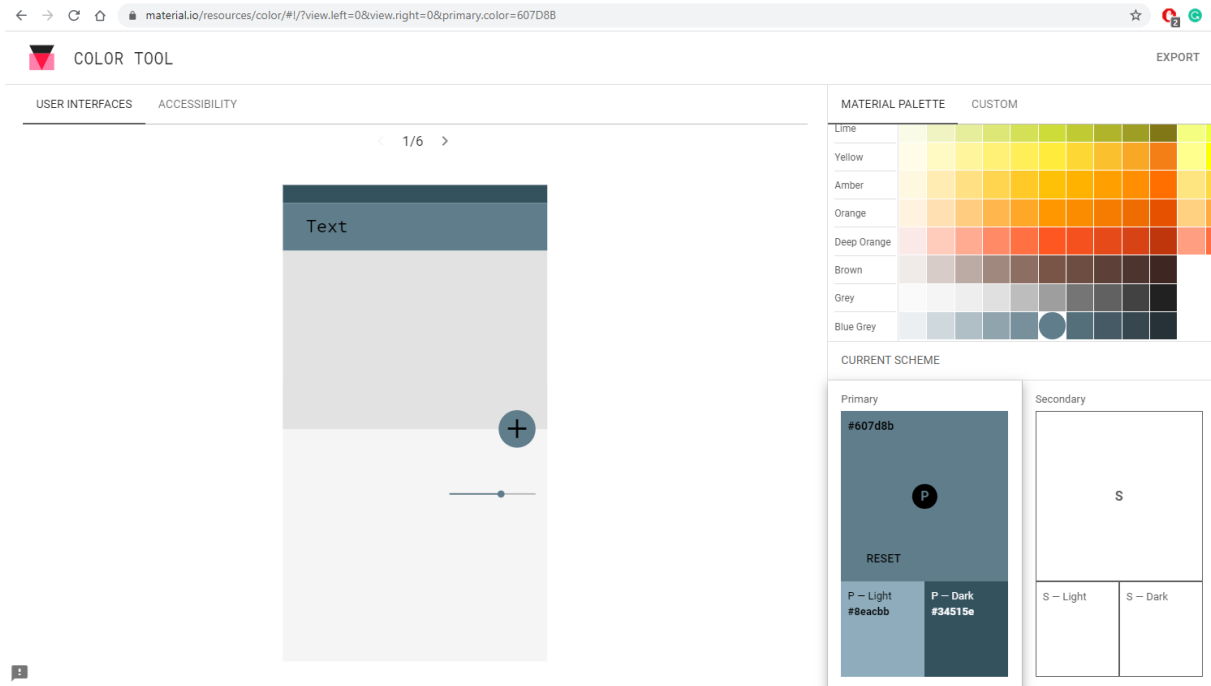 material.io/resources/color/#!/?view.left=0&view.right=0&primary.color=607D8B
2
COLOR TOOL
EXPORT
USER INTERFACES ACCESSIBILITY
1/6
Text
MATERIAL PALETTE CUSTOM
Lime
Yellow
Amber
Orange
Deep Orange
Brown
Grey
Blue Grey
CURRENT SCHEME
Primary
#607d8b
P
RESET
P — Light
#8eacbb
P — Dark
#34515e
Secondary
S
S — Light
S — Dark